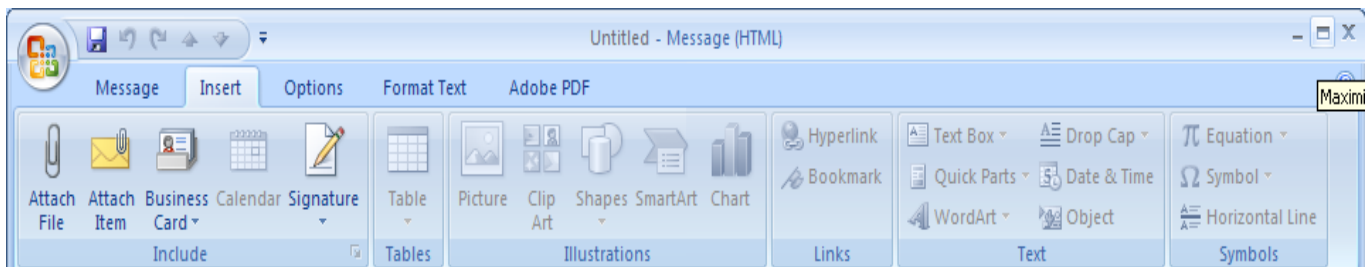 Untitled - Message (HTML)
Message Insert Options Format Text Adobe PDF
Maximi
Hyperlink Text Box Drop Cap Equation
Bookmark Quick Parts Date & Time Symbol
Attach Attach Business Calendar Signature Table Picture Clip Shapes SmartArt Chart
File Item Card Art WordArt Object Horizontal Line
Include Tables Illustrations Links Text Symbols